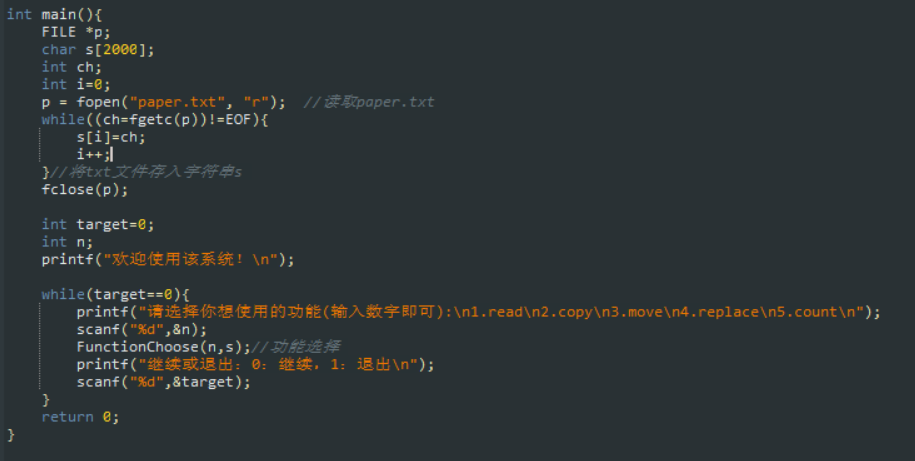 int main(){
FILE *p;
char s[2000];
int ch;
int i=0;
p = fopen("paper.txt", "r");  //读取paper.txt
while((ch=fgetc(p))!=EOF){
s[i]=ch;
i++;
}//将txt文件存入字符串s
fclose(p);
int target=0;
int n;
printf("欢迎使用该系统！\n");
while(target==0){
printf("请选择你想使用的功能(输入数字即可):\n1.read\n2.copy\n3.move\n4.replace\n5.count\n");
scanf("%d",&n);
FunctionChoose(n,s);//功能选择
printf("继续或退出：0：继续，1：退出\n");
scanf("%d",&target);
}
return 0;
}